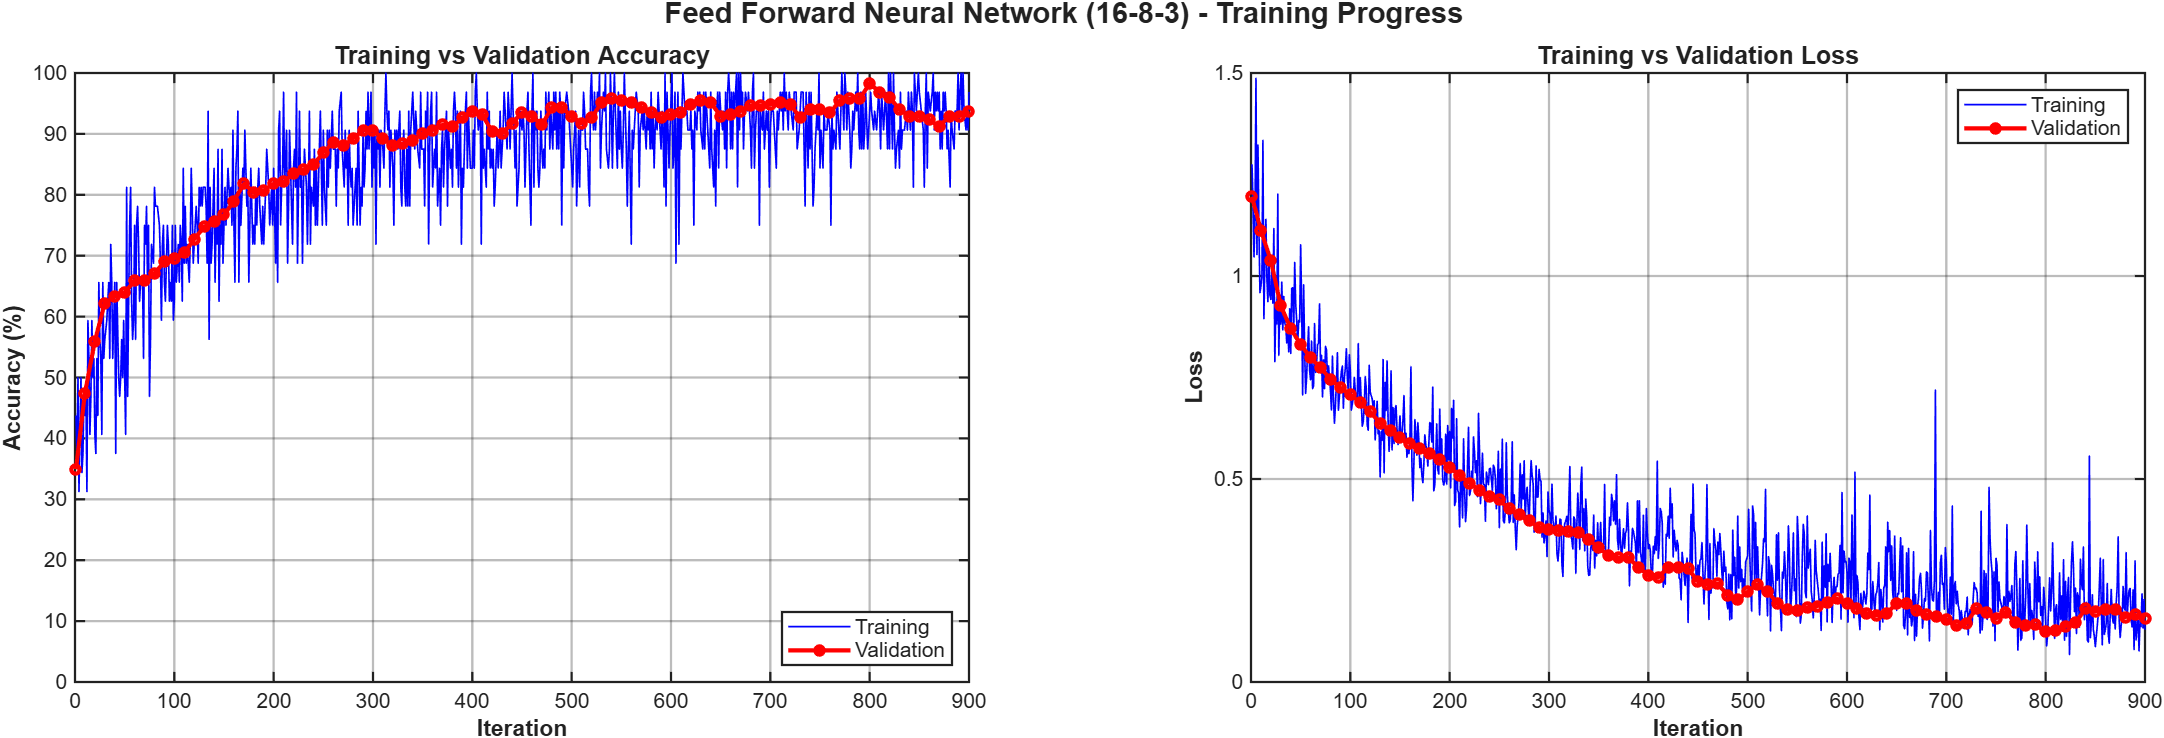 Feed Forward Neural Network (16-8-3) - Training Progress
Training vs Validation Accuracy
Accuracy (%)
100
90
80
70
60
50
40
30
20
10
0
0 100 200 300 400 500 600 700 800 900
Iteration
Training
Validation
Training vs Validation Loss
Loss
1.5
1
0.5
0
0 100 200 300 400 500 600 700 800 900
Iteration
Training
Validation